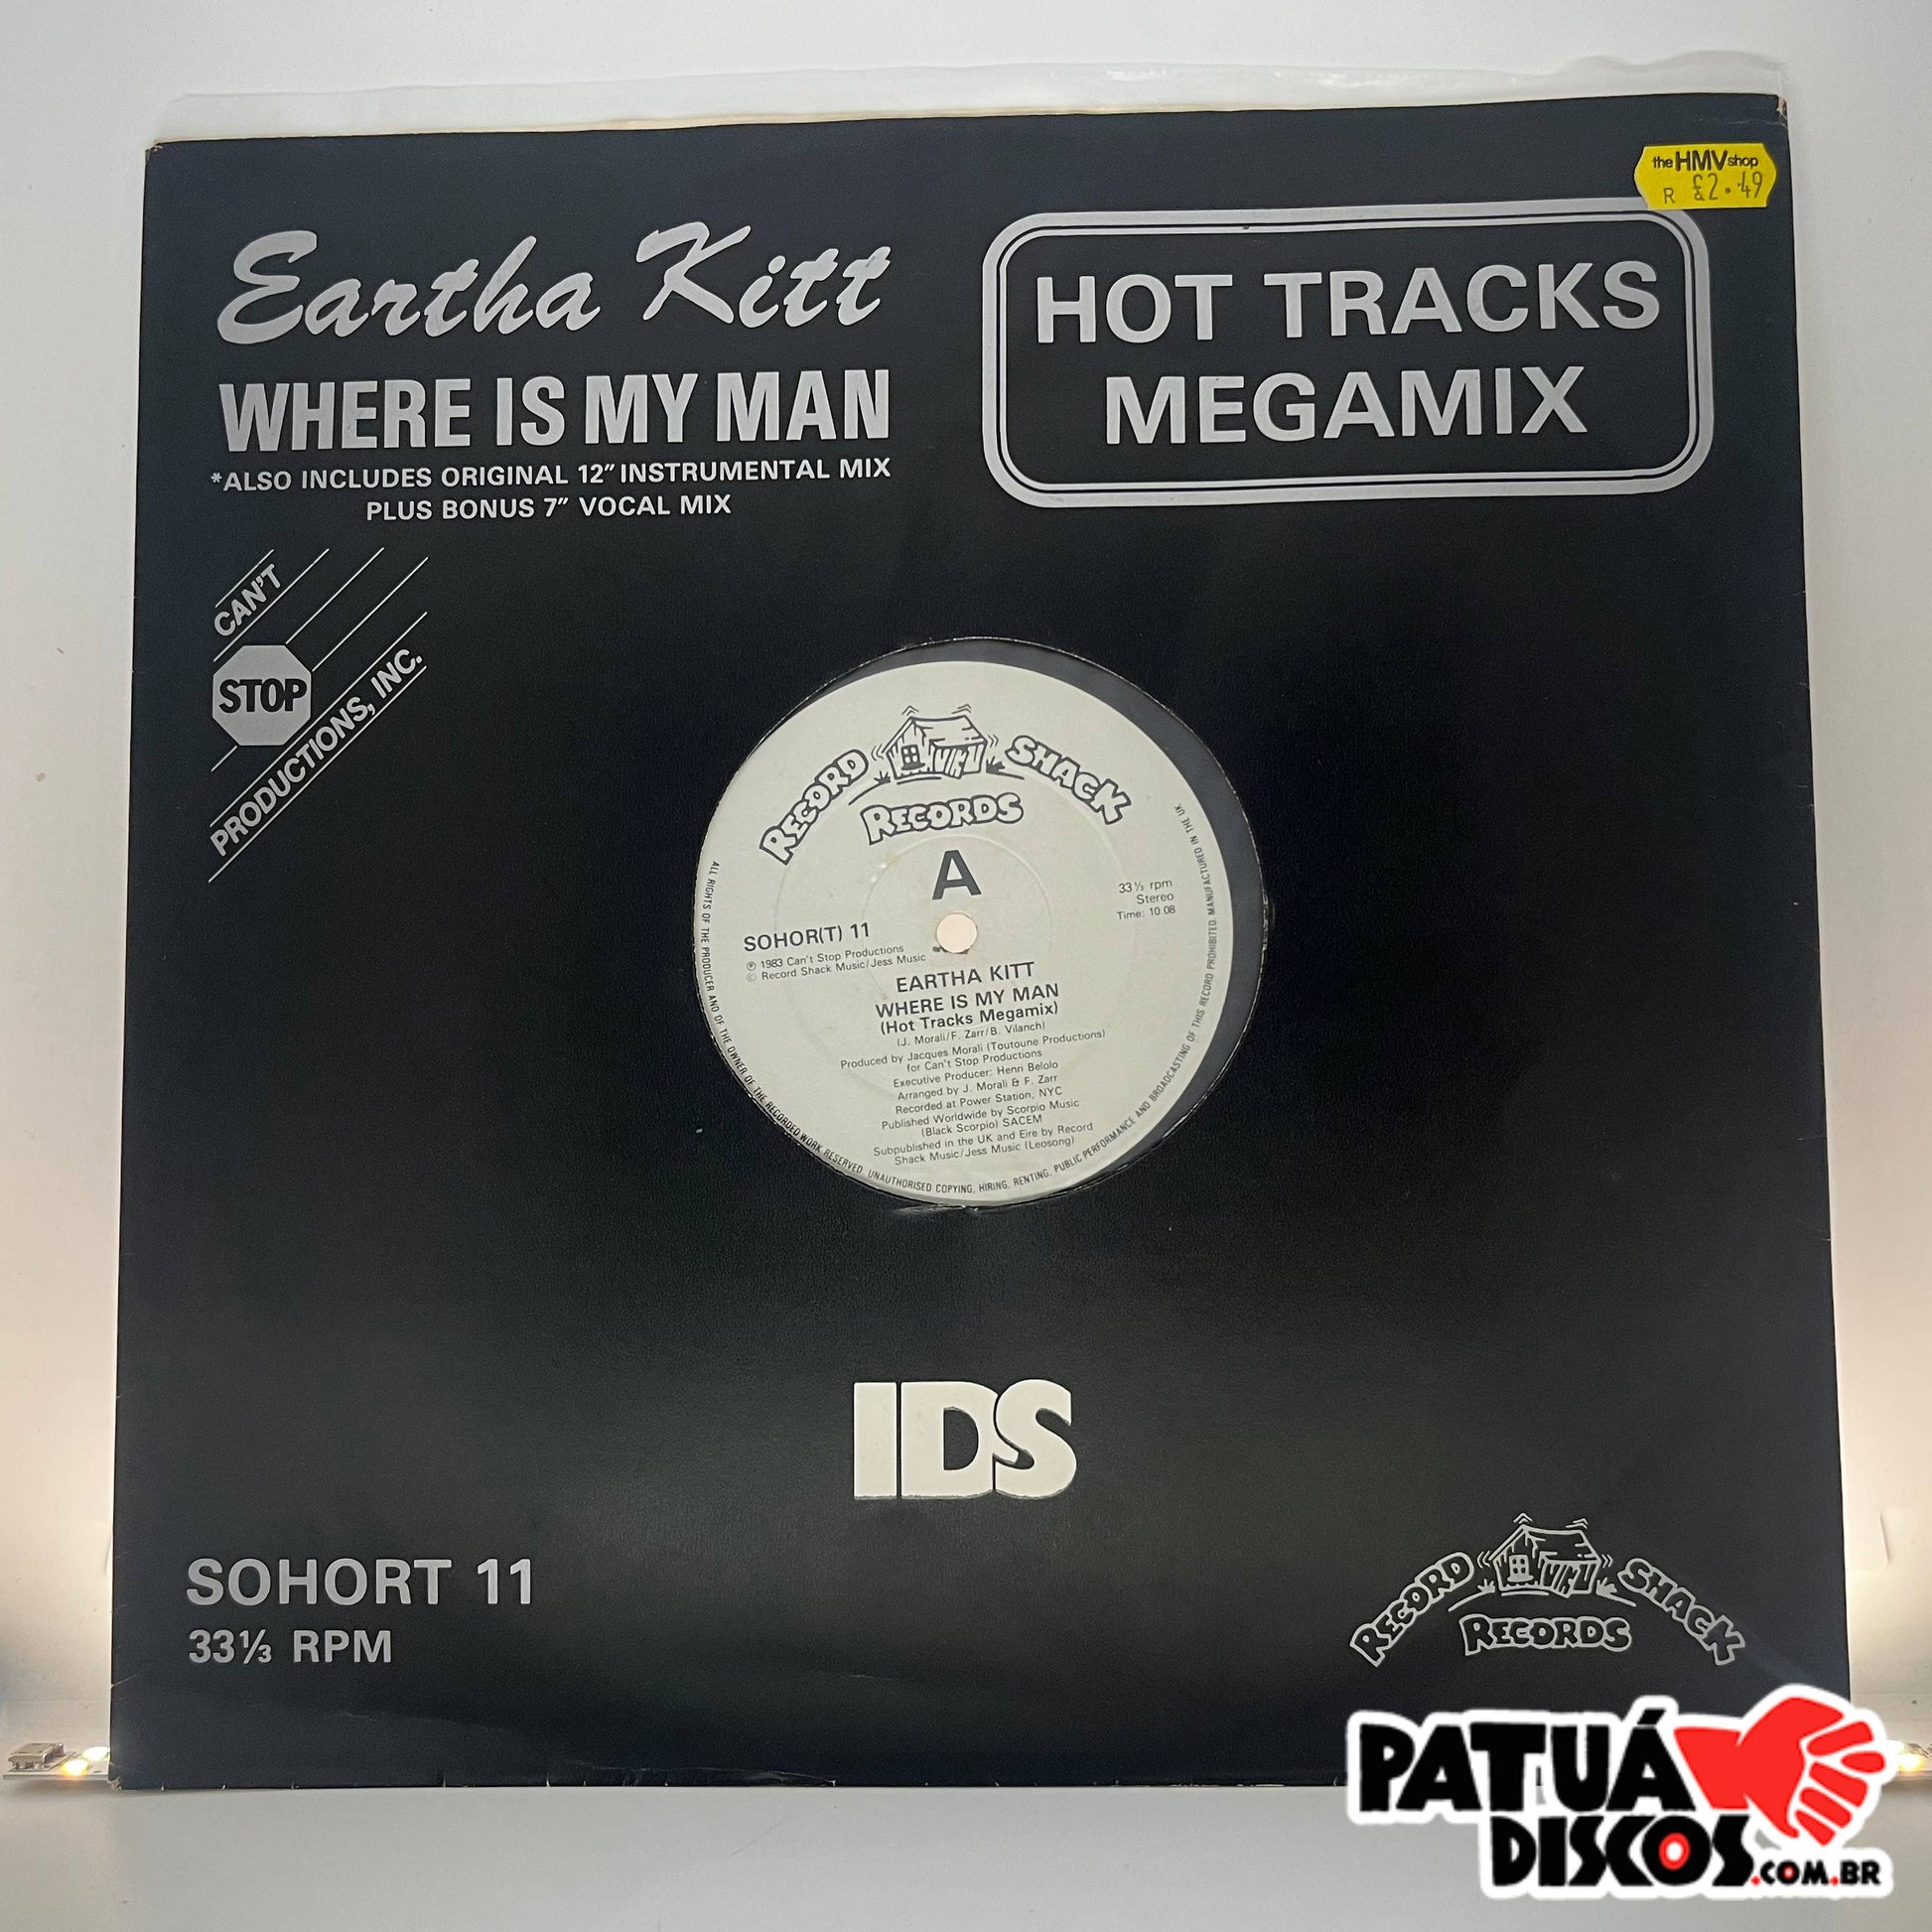 the HMV shop
R £2.49
Eartha Kitt
WHERE IS MY MAN
*ALSO INCLUDES ORIGINAL 12" INSTRUMENTAL MIX
PLUS BONUS 7" VOCAL MIX
HOT TRACKS
MEGAMIX
CAN'T
STOP
PRODUCTIONS, INC.
RECORD SHACK
RECORDS
A
33⅓ rpm
Stereo
Time: 10 08
SOHOR(T) 11
℗ 1983 Can't Stop Productions
© Record Shack Music/Jess Music
EARTHA KITT
WHERE IS MY MAN
(Hot Tracks Megamix)
(J. Morali/F. Zarr/B. Vilanch)
Produced by Jacques Morali (Toutoune Productions)
for Can't Stop Productions
Executive Producer: Henri Belolo
Arranged by J. Morali & F. Zarr
Recorded at Power Station, NYC
Published Worldwide by Scorpio Music
(Black Scorpio) SACEM
Subpublished in the UK and Eire by Record
Shack Music/Jess Music (Leosong)
ALL RIGHTS OF THE PRODUCER AND OF THE OWNER OF THE RECORDED WORK RESERVED. UNAUTHORISED COPYING, HIRING, RENTING, PUBLIC PERFORMANCE AND BROADCASTING OF THIS RECORD PROHIBITED MANUFACTURED IN THE UK.
IDS
SOHORT 11
33⅓ RPM
RECORD SHACK
RECORDS
PATUÁ
DISCOS.COM.BR